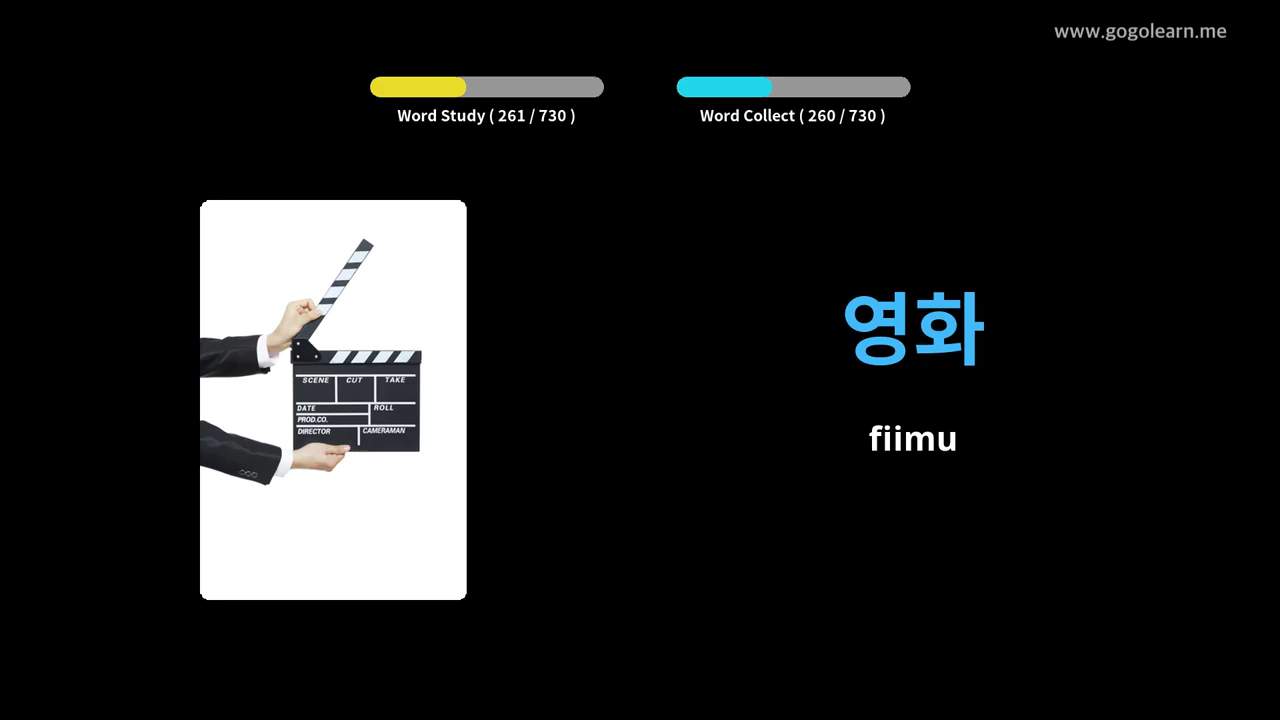 www.gogolearn.me
Word Study ( 261 / 730 )
Word Collect ( 260 / 730 )
SCENE CUT TAKE
DATE ROLL
PROD.CO.
DIRECTOR CAMERAMAN
영화
fiimu